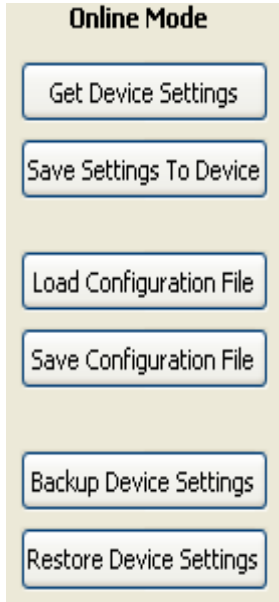 Online Mode
Get Device Settings
Save Settings To Device
Load Configuration File
Save Configuration File
Backup Device Settings
Restore Device Settings